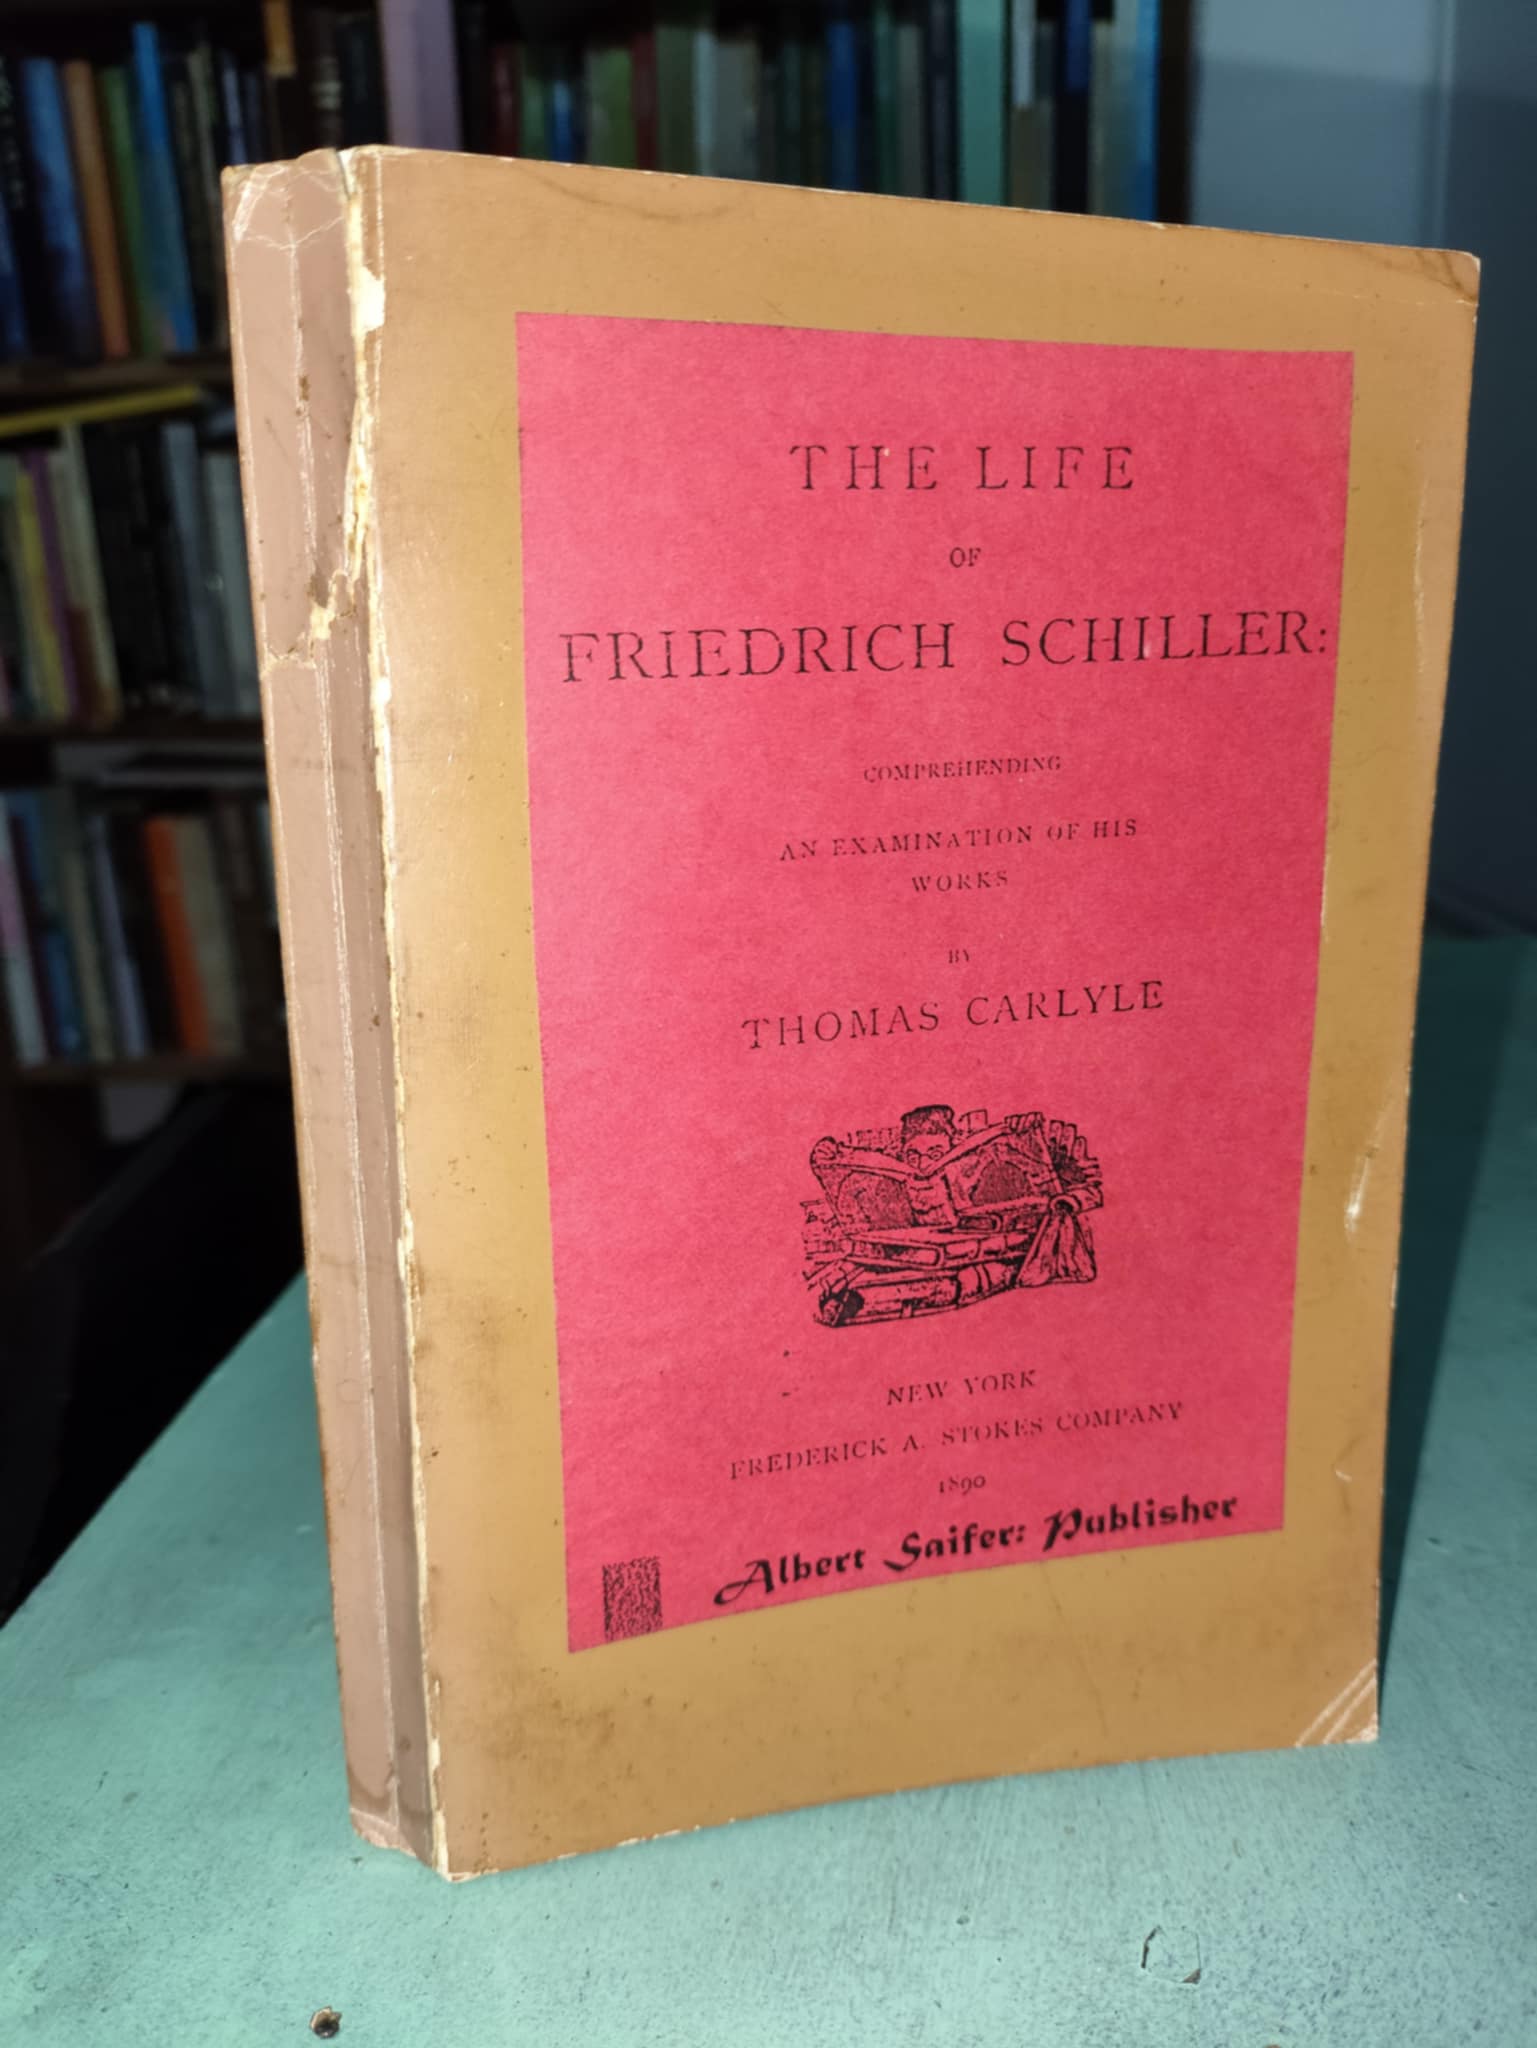 THE LIFE
OF
FRIEDRICH SCHILLER:
COMPREHENDING
AN EXAMINATION OF HIS
WORKS
BY
THOMAS CARLYLE
NEW YORK
FREDERICK A. STOKES COMPANY
1890
Albert Saifer: Publisher